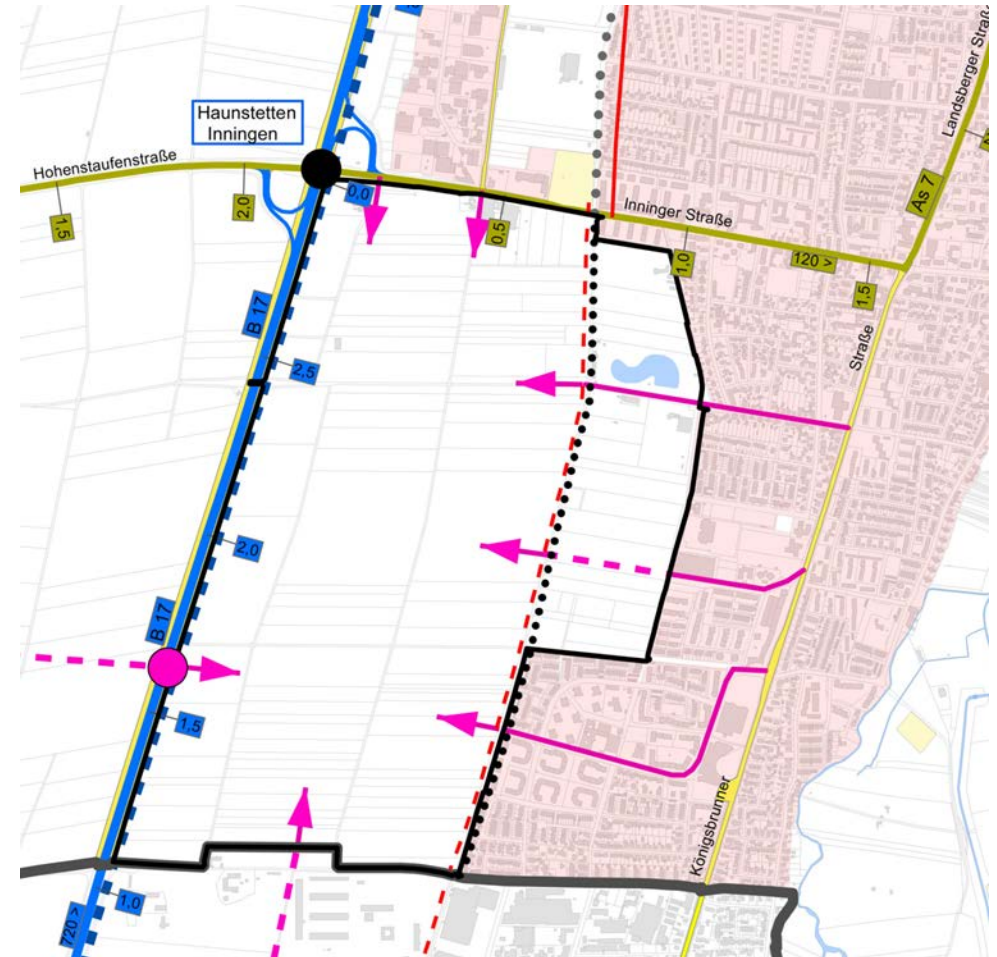 Haunstetten
Inningen
Hohenstaufenstraße
0,0
2,0
1,5
0,5
Inninger Straße
1,0
120 >
1,5
As 7
Landsberger Straße
Straße
B 17
2,5
2,0
B 17
1,5
Königsbrunner
1,0
720 >